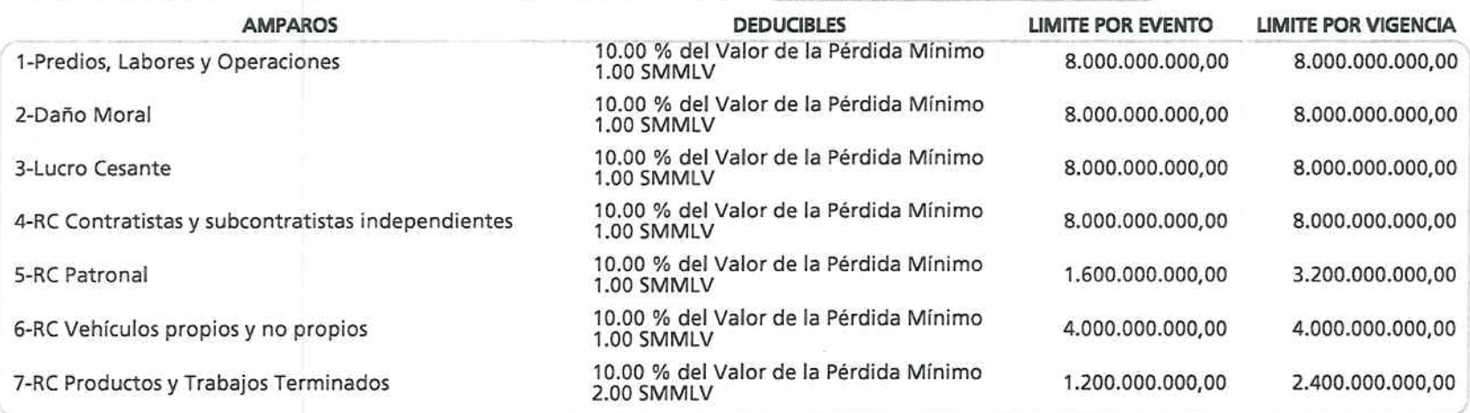 AMPAROS DEDUCIBLES LIMITE POR EVENTO LIMITE POR VIGENCIA
1-Predios, Labores y Operaciones 10.00 % del Valor de la Pérdida Mínimo 1.00 SMMLV 8.000.000.000,00 8.000.000.000,00
2-Daño Moral 10.00 % del Valor de la Pérdida Mínimo 1.00 SMMLV 8.000.000.000,00 8.000.000.000,00
3-Lucro Cesante 10.00 % del Valor de la Pérdida Mínimo 1.00 SMMLV 8.000.000.000,00 8.000.000.000,00
4-RC Contratistas y subcontratistas independientes 10.00 % del Valor de la Pérdida Mínimo 1.00 SMMLV 8.000.000.000,00 8.000.000.000,00
5-RC Patronal 10.00 % del Valor de la Pérdida Mínimo 1.00 SMMLV 1.600.000.000,00 3.200.000.000,00
6-RC Vehículos propios y no propios 10.00 % del Valor de la Pérdida Mínimo 1.00 SMMLV 4.000.000.000,00 4.000.000.000,00
7-RC Productos y Trabajos Terminados 10.00 % del Valor de la Pérdida Mínimo 2.00 SMMLV 1.200.000.000,00 2.400.000.000,00